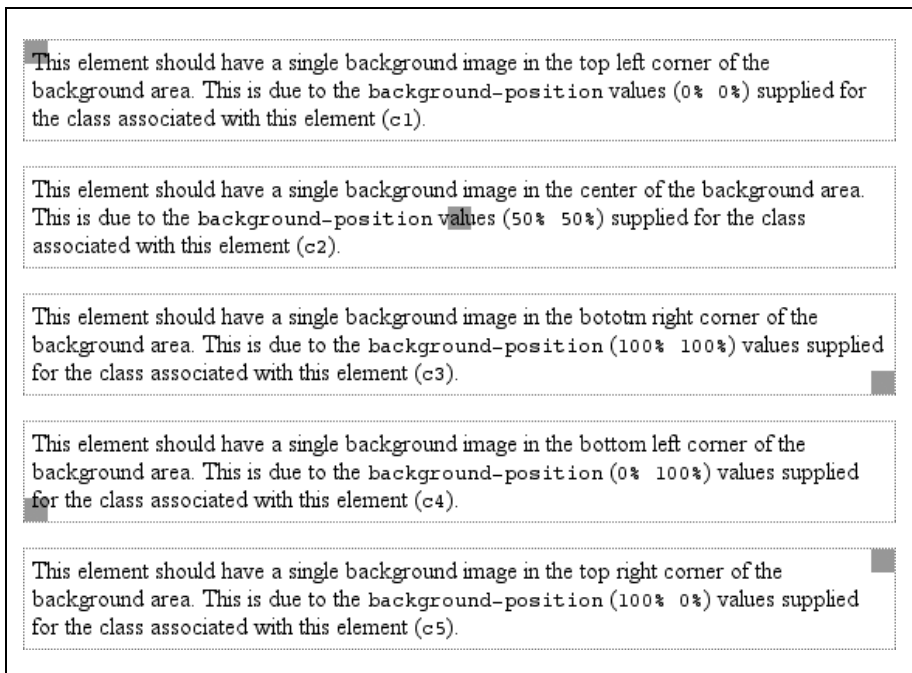 This element should have a single background image in the top left corner of the
background area. This is due to the background-position values (0% 0%) supplied for
the class associated with this element (c1).
This element should have a single background image in the center of the background area.
This is due to the background-position values (50% 50%) supplied for the class
associated with this element (c2).
This element should have a single background image in the bototm right corner of the
background area. This is due to the background-position (100% 100%) values supplied
for the class associated with this element (c3).
This element should have a single background image in the bottom left corner of the
background area. This is due to the background-position (0% 100%) values supplied
for the class associated with this element (c4).
This element should have a single background image in the top right corner of the
background area. This is due to the background-position (100% 0%) values supplied
for the class associated with this element (c5).